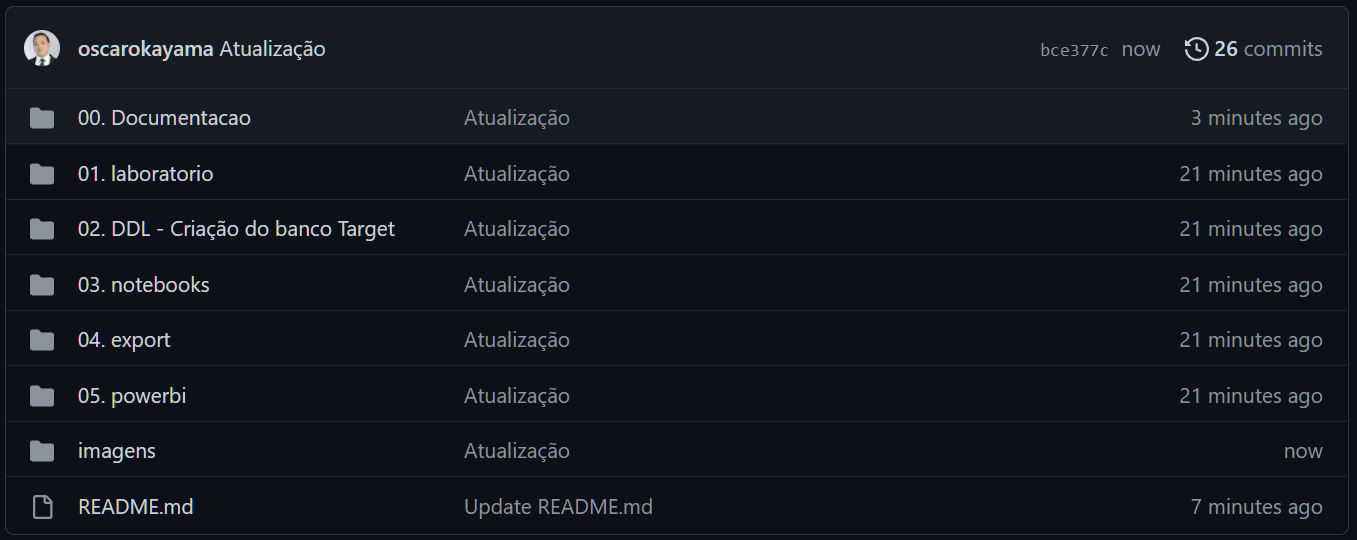 oscarokayama Atualização bce377c now 26 commits
00. Documentacao Atualização 3 minutes ago
01. laboratorio Atualização 21 minutes ago
02. DDL - Criação do banco Target Atualização 21 minutes ago
03. notebooks Atualização 21 minutes ago
04. export Atualização 21 minutes ago
05. powerbi Atualização 21 minutes ago
imagens Atualização now
README.md Update README.md 7 minutes ago